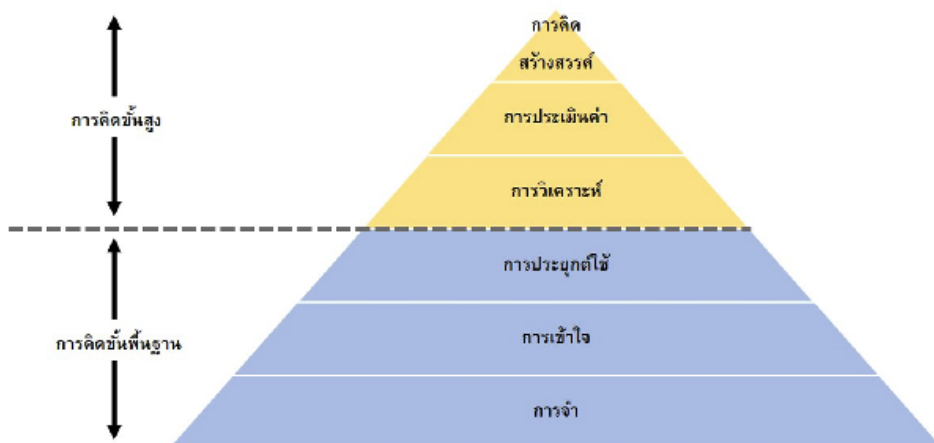 การคิด
สร้างสรรค์
การประเมินค่า
การคิดขั้นสูง
การวิเคราะห์
การประยุกต์ใช้
การเข้าใจ
การคิดขั้นพื้นฐาน
การจำ